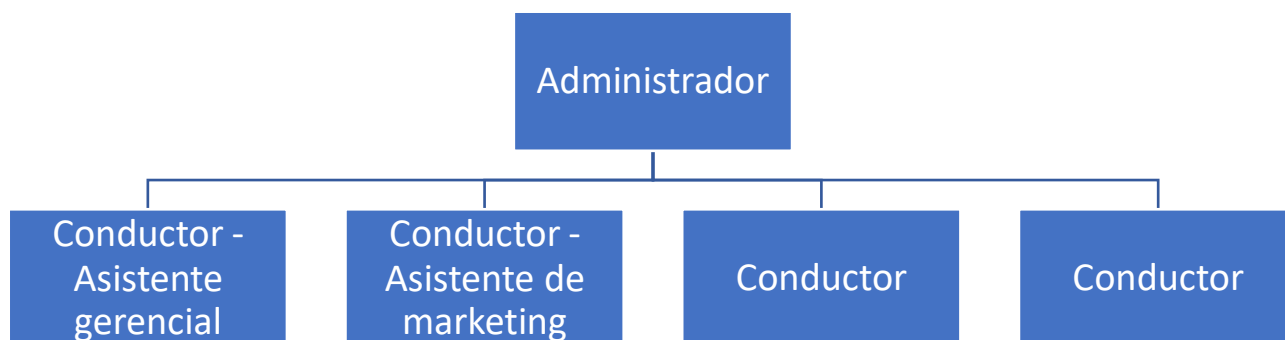 Administrador
Conductor -
Asistente
gerencial
Conductor -
Asistente de
marketing
Conductor
Conductor